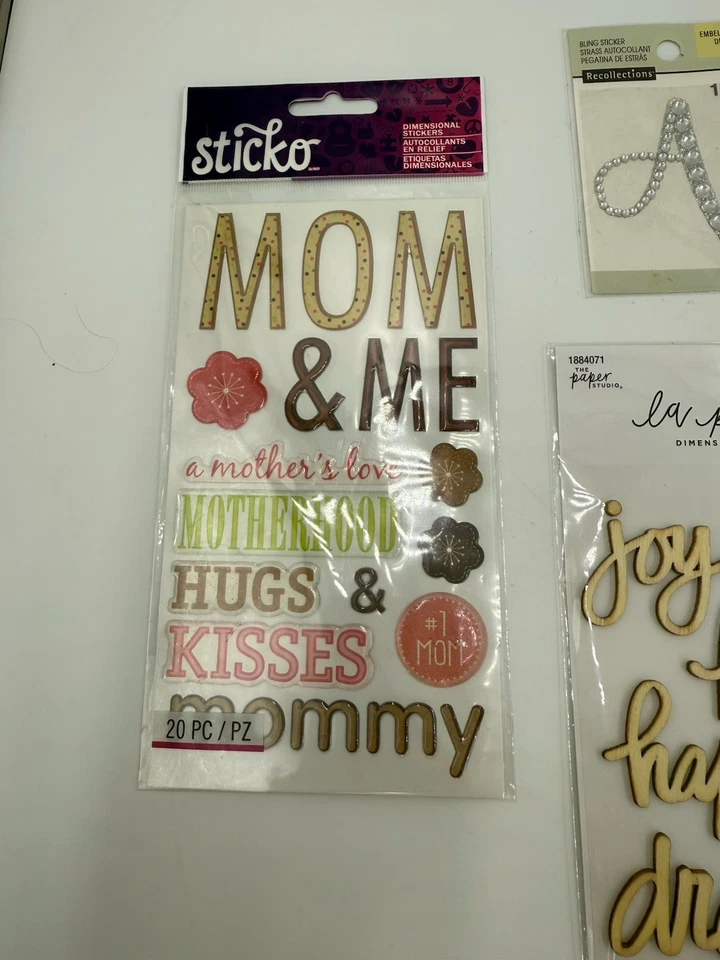 sticko
DIMENSIONAL
STICKERS
AUTOCOLLANTS
EN RELIEF
ETIQUETAS
DIMENSIONALES
MOM
& ME
a mother's love
MOTHERHOOD
HUGS &
KISSES
#1
MOM
mommy
20 PC / PZ
BLING STICKER
STRASS AUTOCOLLANT
PEGATINA DE ESTRÁS
Recollections
1884071
THE
paper
STUDIO
la
joy